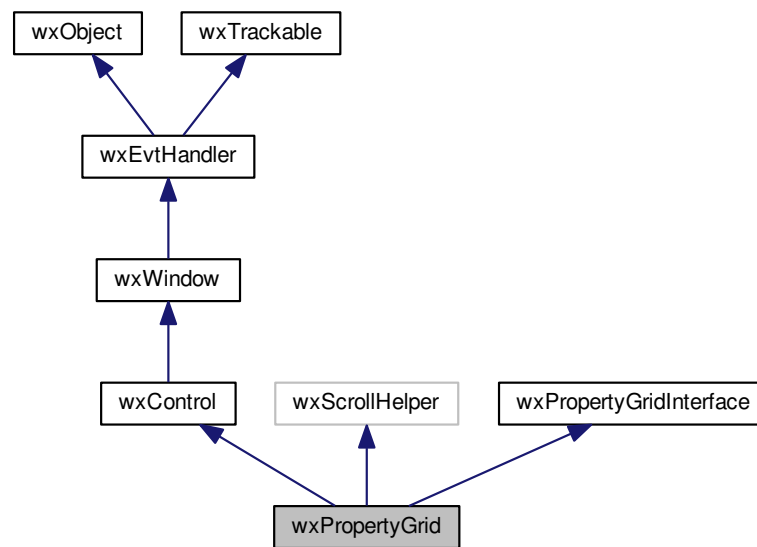 wxObject
wxTrackable
wxEvtHandler
wxWindow
wxControl
wxScrollHelper
wxPropertyGridInterface
wxPropertyGrid